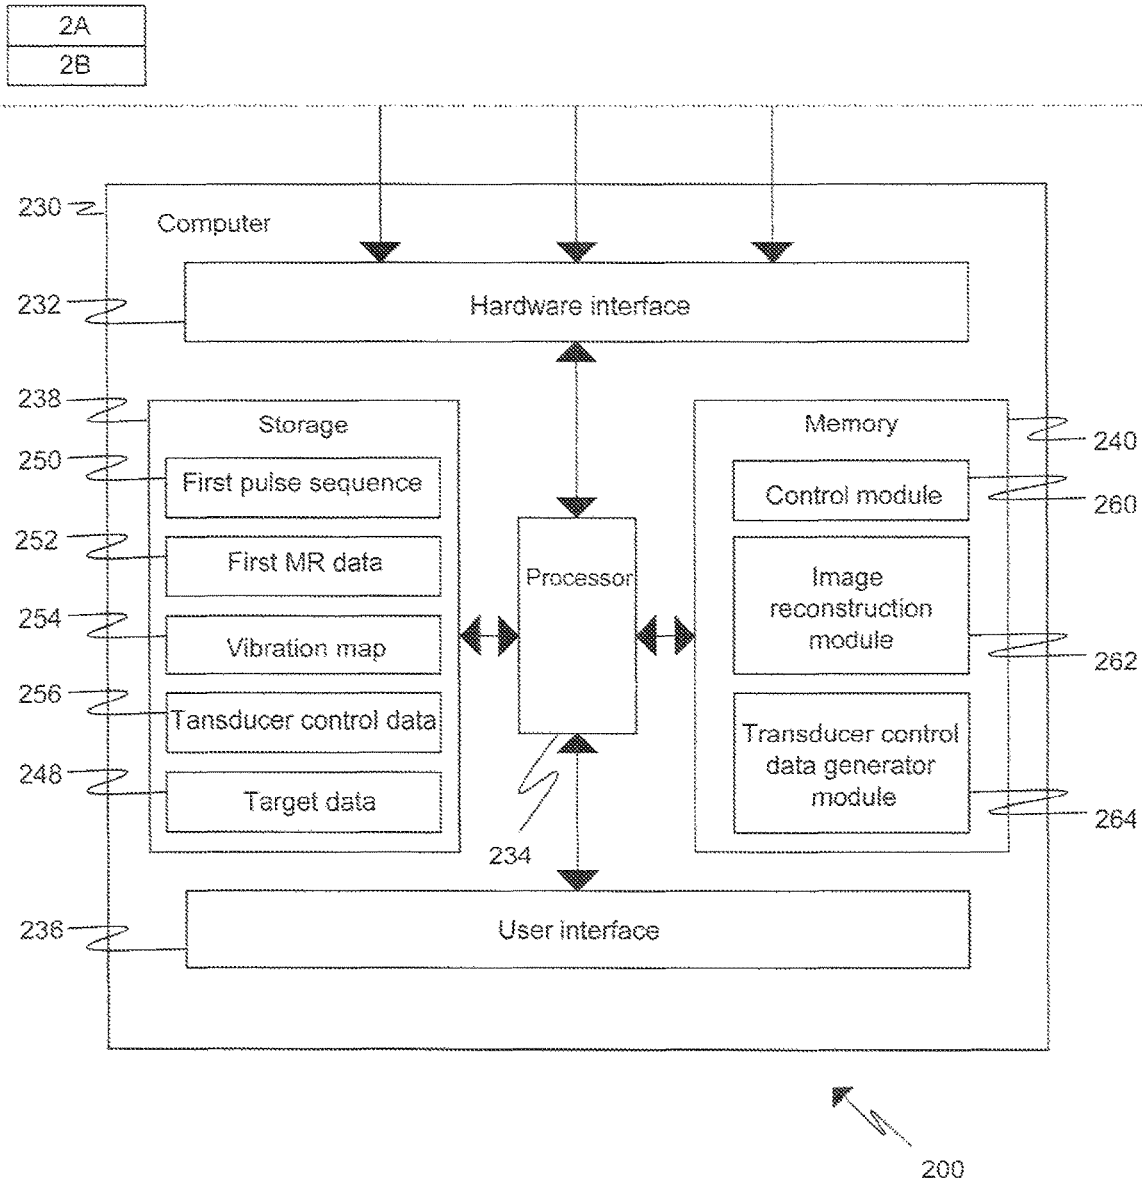 2A
2B
230
Computer
232
Hardware interface
238
Storage
Memory
240
250
First pulse sequence
Control module
260
252
First MR data
Processor
Image
reconstruction
module
262
254
Vibration map
256
Tansducer control data
Transducer control
data generator
module
264
248
Target data
234
236
User interface
200